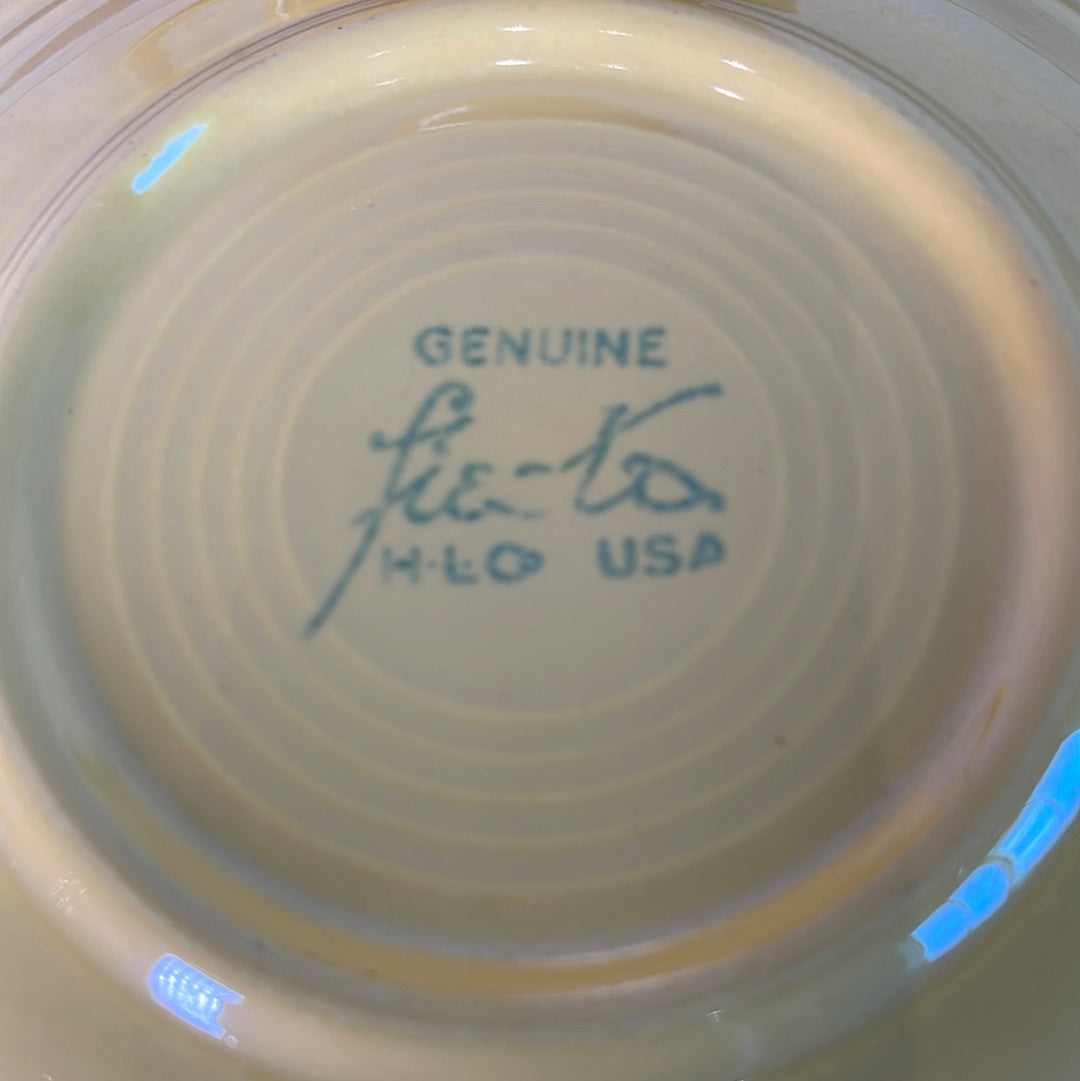 GENUINE
fiesta
H·L Co USA